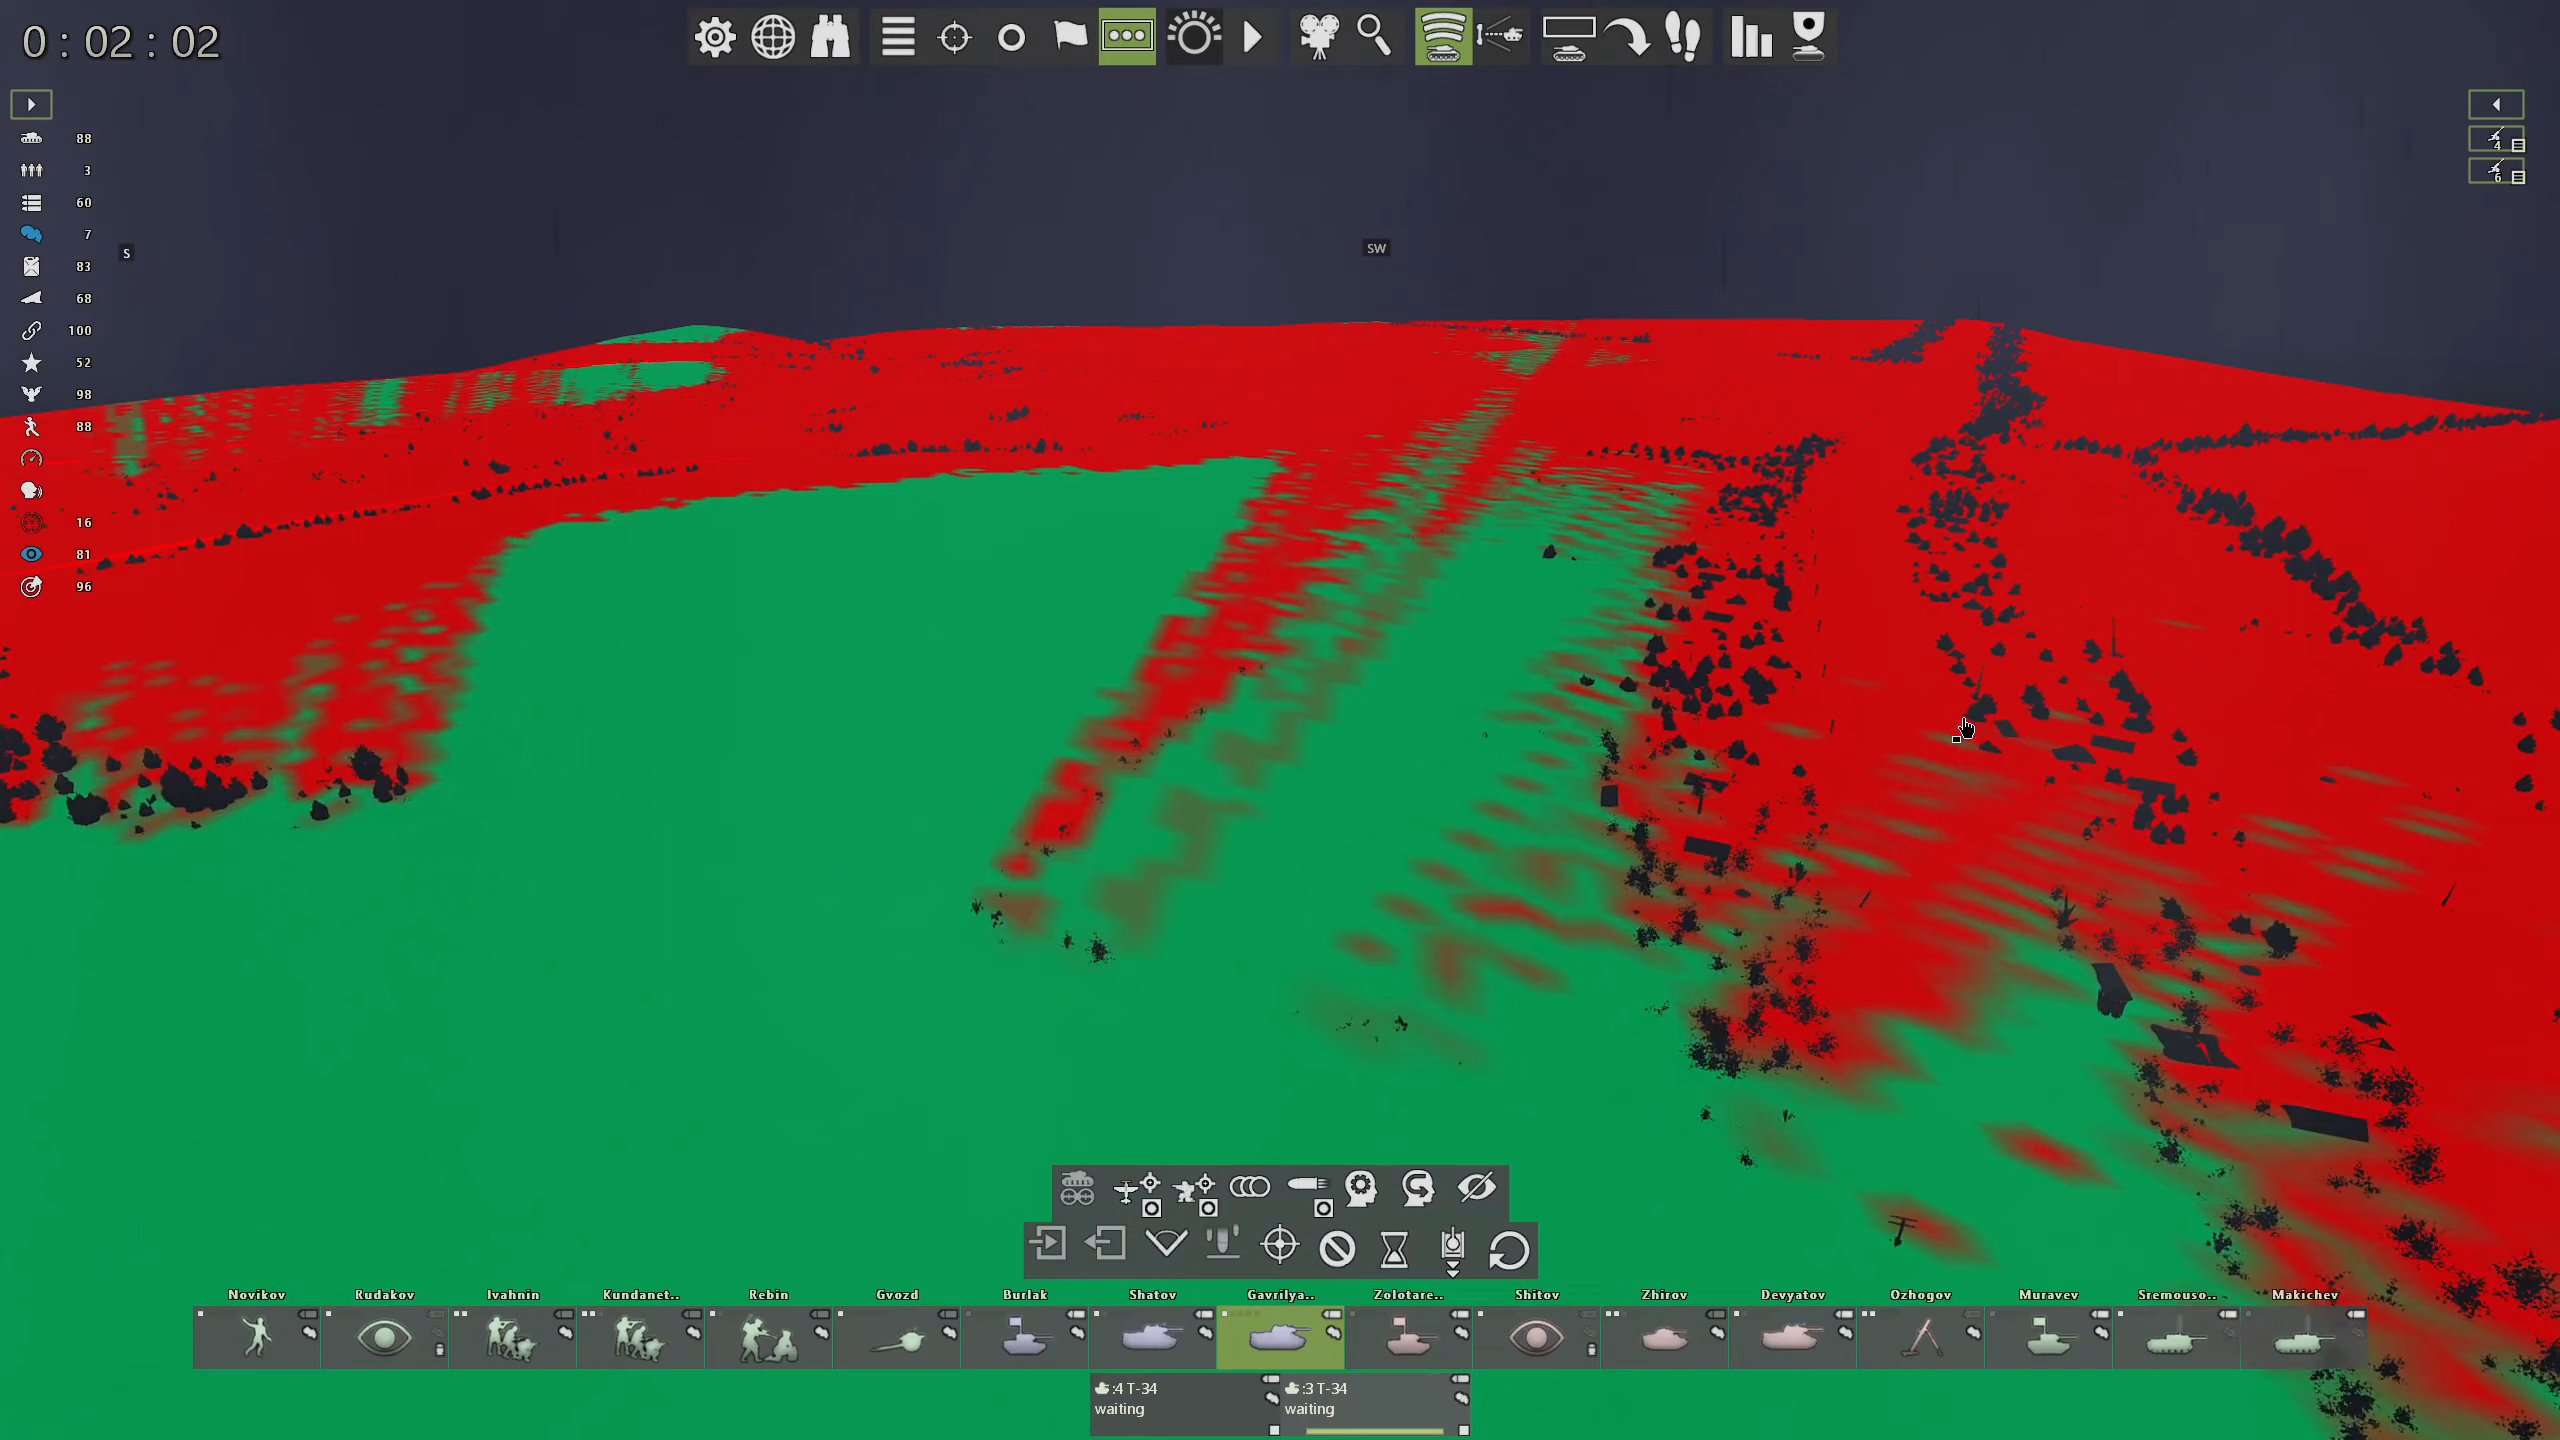 0 : 02 : 02
88
3
60
7
83
68
100
52
98
88
16
81
96
S
SW
4
6
Novikov
Rudakov
Ivahnin
Kundanet..
Rebin
Gvozd
Burlak
Shatov
Gavrilya..
Zolotare..
Shitov
Zhirov
Devyatov
Ozhogov
Muravev
Sremouso..
Makichev
:4 T-34
waiting
:3 T-34
waiting